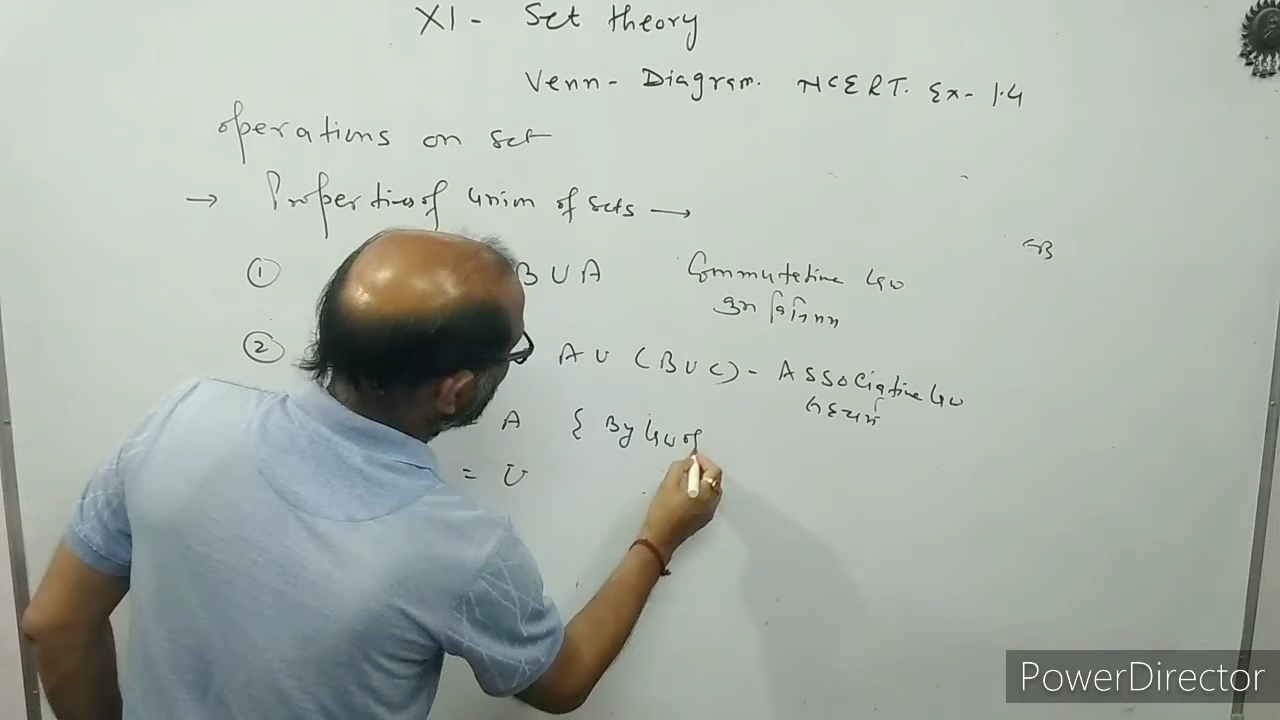 XI - Set theory
Venn - Diagram. NCERT. Ex - 1.4
operations on set
→ Properties of union of sets →
① B ∪ A Commutative law
② A ∪ (B ∪ C) - Associative law
A { By law of
= U
PowerDirector